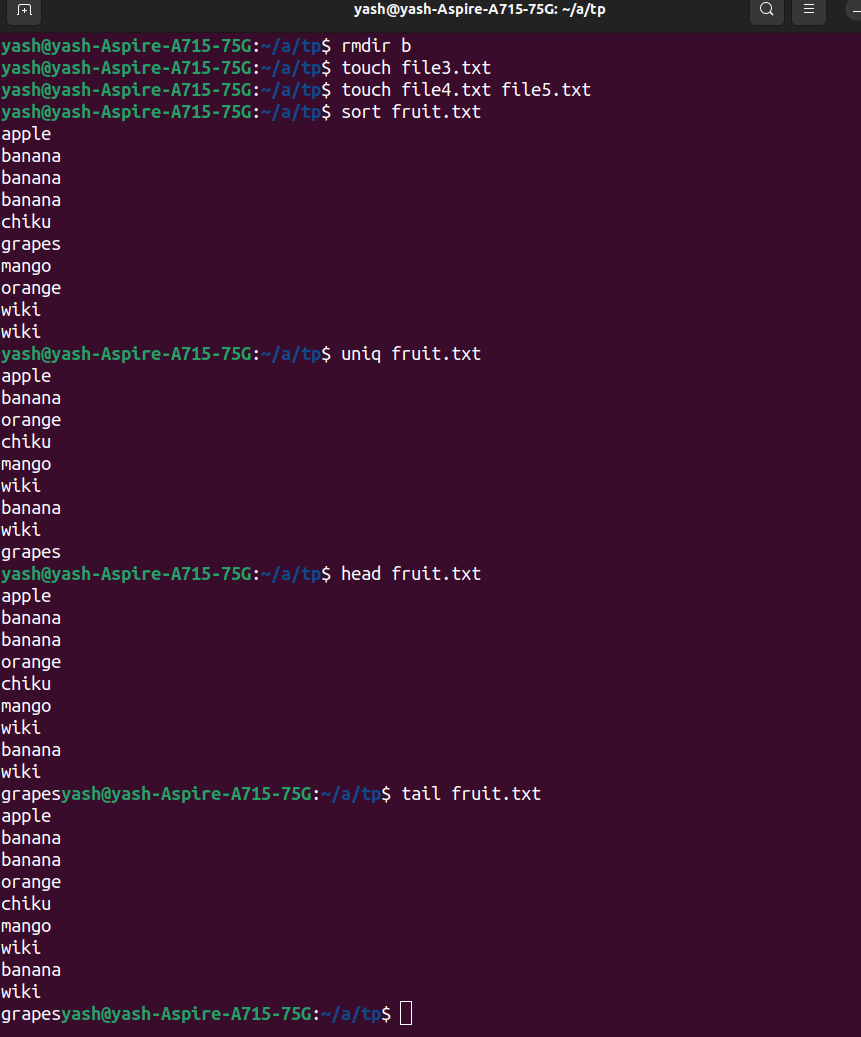 yash@yash-Aspire-A715-75G: ~/a/tp
yash@yash-Aspire-A715-75G:~/a/tp$ rmdir b
yash@yash-Aspire-A715-75G:~/a/tp$ touch file3.txt
yash@yash-Aspire-A715-75G:~/a/tp$ touch file4.txt file5.txt
yash@yash-Aspire-A715-75G:~/a/tp$ sort fruit.txt
apple
banana
banana
banana
chiku
grapes
mango
orange
wiki
wiki
yash@yash-Aspire-A715-75G:~/a/tp$ uniq fruit.txt
apple
banana
orange
chiku
mango
wiki
banana
wiki
grapes
yash@yash-Aspire-A715-75G:~/a/tp$ head fruit.txt
apple
banana
banana
orange
chiku
mango
wiki
banana
wiki
grapesyash@yash-Aspire-A715-75G:~/a/tp$ tail fruit.txt
apple
banana
banana
orange
chiku
mango
wiki
banana
wiki
grapesyash@yash-Aspire-A715-75G:~/a/tp$